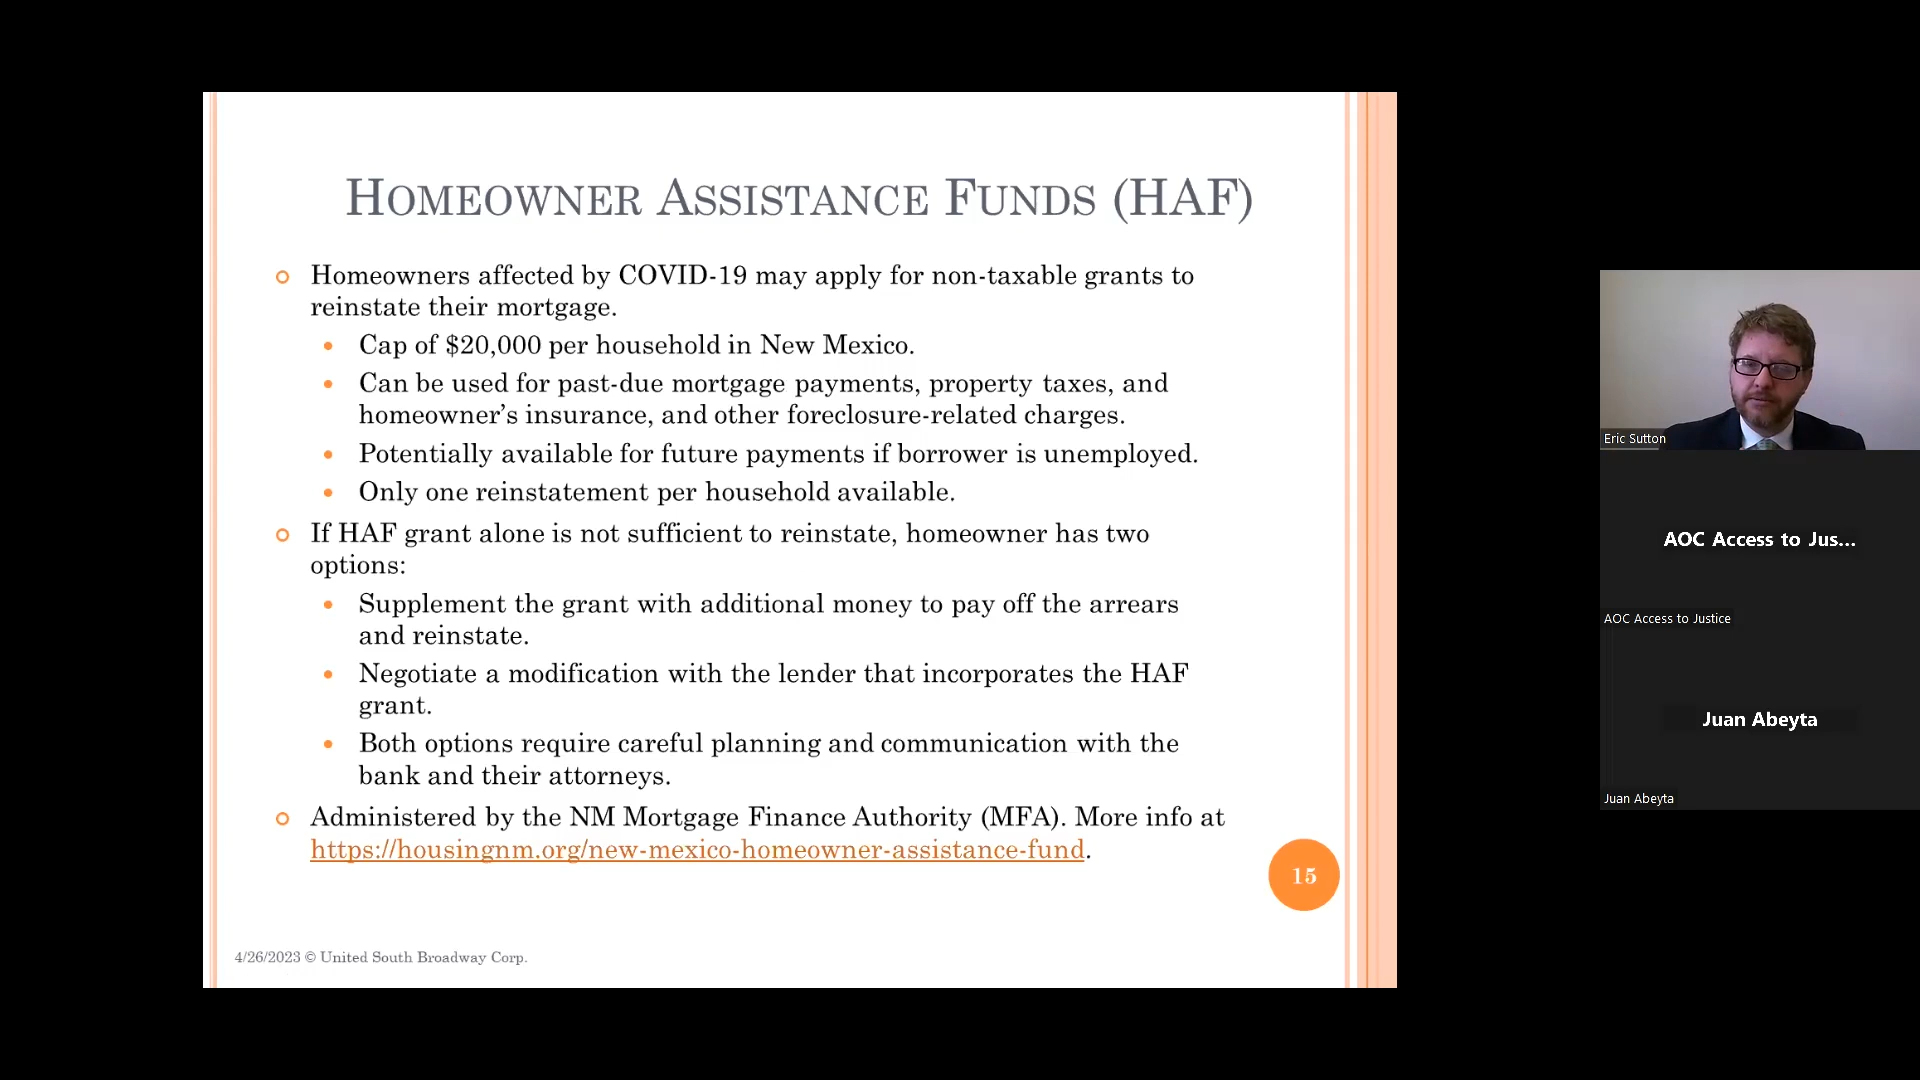 HOMEOWNER ASSISTANCE FUNDS (HAF)
Homeowners affected by COVID-19 may apply for non-taxable grants to
reinstate their mortgage.
Cap of $20,000 per household in New Mexico.
Can be used for past-due mortgage payments, property taxes, and
homeowner's insurance, and other foreclosure-related charges.
Potentially available for future payments if borrower is unemployed.
Only one reinstatement per household available.
If HAF grant alone is not sufficient to reinstate, homeowner has two
options:
Supplement the grant with additional money to pay off the arrears
and reinstate.
Negotiate a modification with the lender that incorporates the HAF
grant.
Both options require careful planning and communication with the
bank and their attorneys.
Administered by the NM Mortgage Finance Authority (MFA). More info at
https://housingnm.org/new-mexico-homeowner-assistance-fund.
15
4/26/2023 © United South Broadway Corp.
Eric Sutton
AOC Access to Jus...
AOC Access to Justice
Juan Abeyta
Juan Abeyta